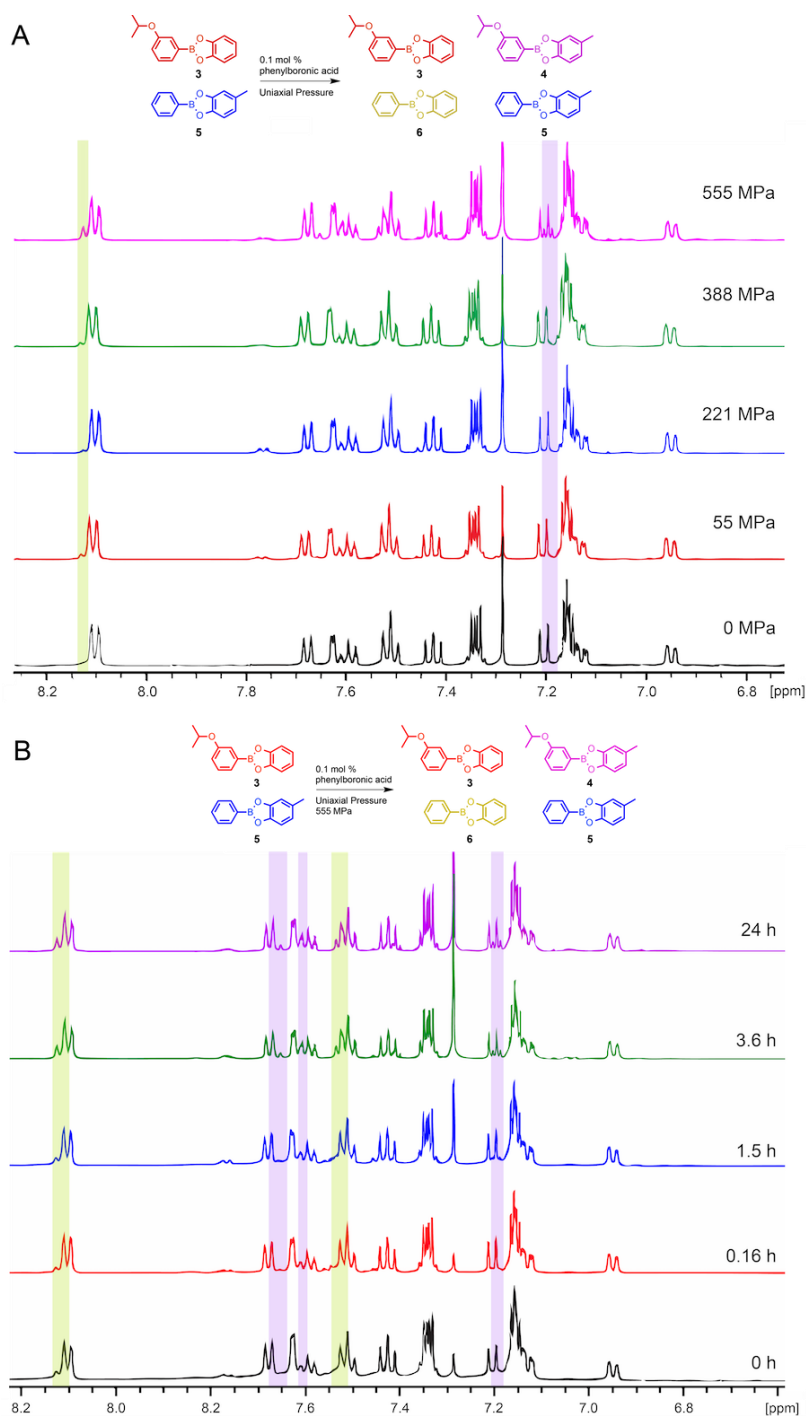 A
O
O
B
O
3
0.1 mol %
phenylboronic acid
Uniaxial Pressure
O
O
B
O
3
O
O
B
O
4
O
B
O
5
O
B
O
6
O
B
O
5
555 MPa
388 MPa
221 MPa
55 MPa
0 MPa
8.2 8.0 7.8 7.6 7.4 7.2 7.0 6.8 [ppm]
B
O
O
B
O
3
0.1 mol %
phenylboronic acid
Uniaxial Pressure
555 MPa
O
O
B
O
3
O
O
B
O
4
O
B
O
5
O
B
O
6
O
B
O
5
24 h
3.6 h
1.5 h
0.16 h
0 h
8.2 8.0 7.8 7.6 7.4 7.2 7.0 6.8 [ppm]